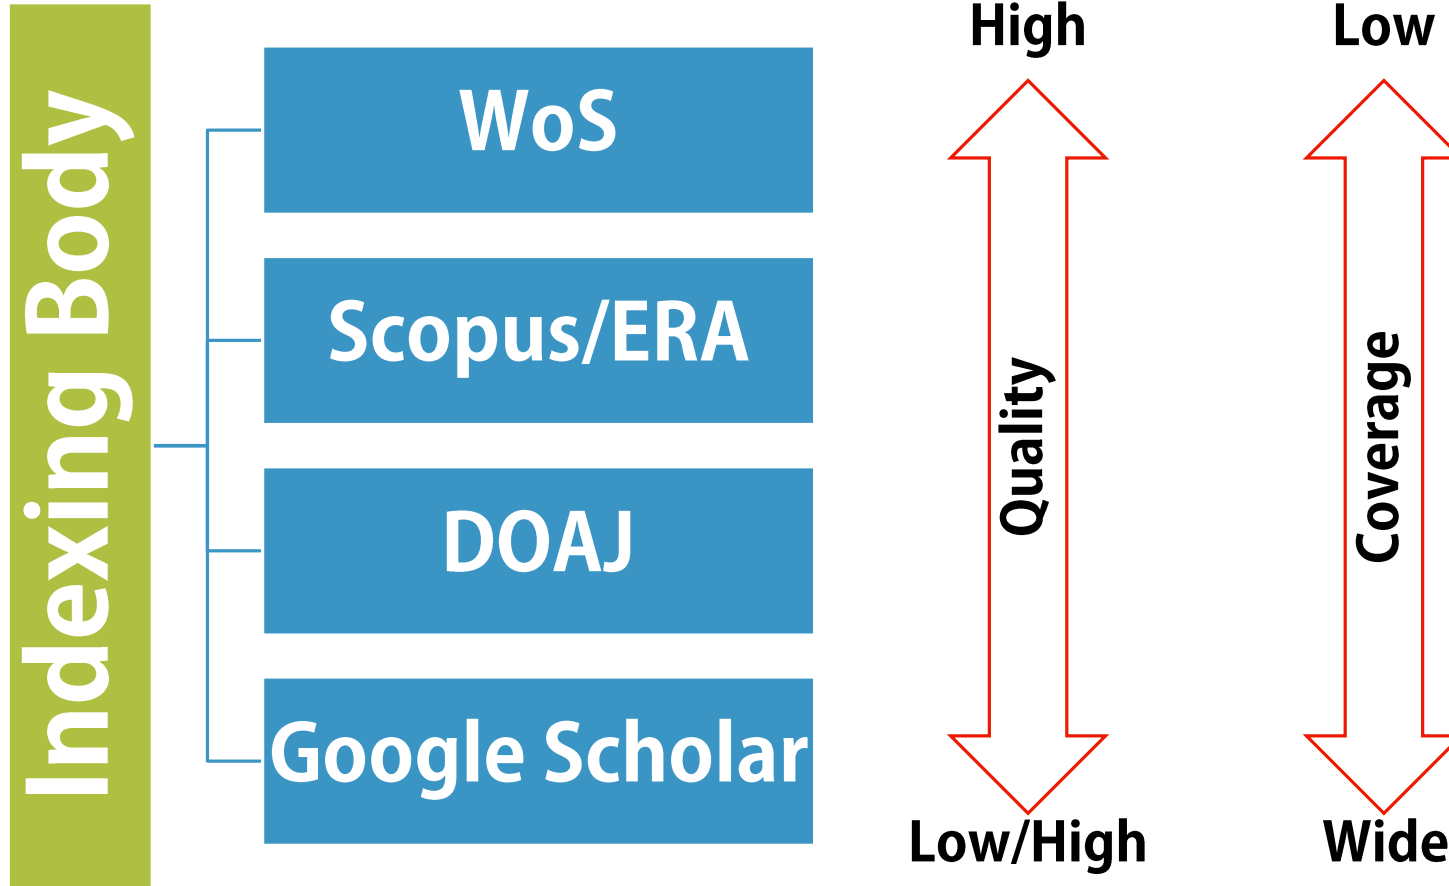 Indexing Body
WoS
Scopus/ERA
DOAJ
Google Scholar
High
Quality
Low/High
Low
Coverage
Wide